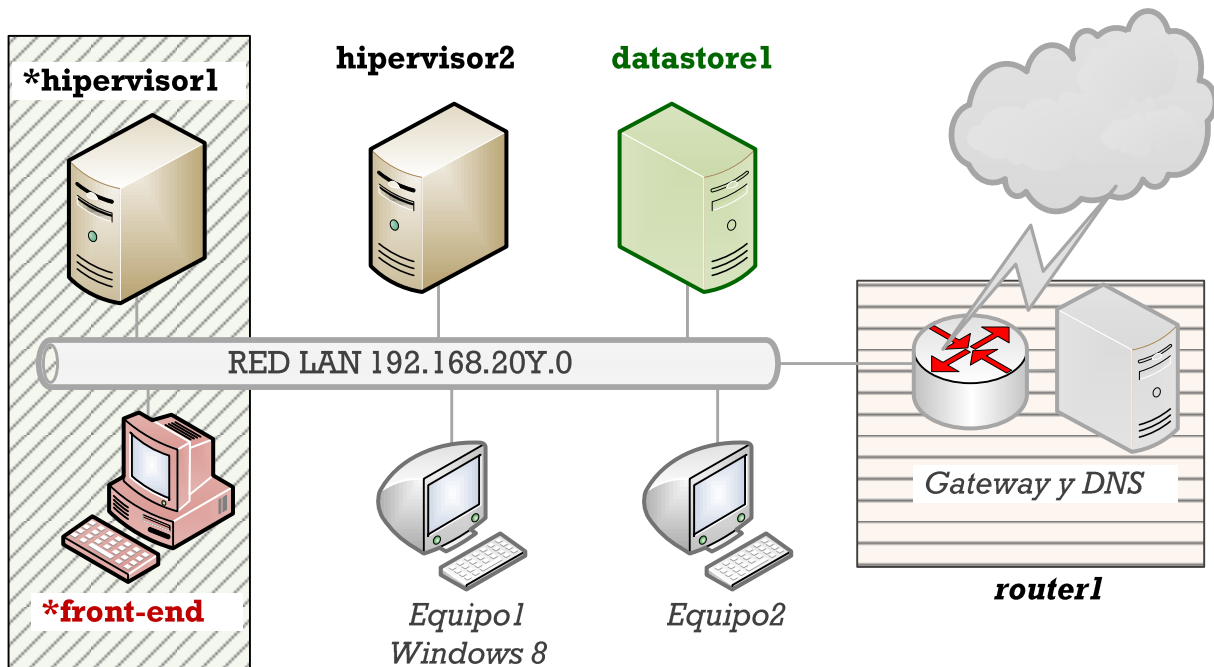 *hipervisor1
hipervisor2
datastore1
RED LAN 192.168.20Y.0
Gateway y DNS
router1
*front-end
Equipo1
Windows 8
Equipo2